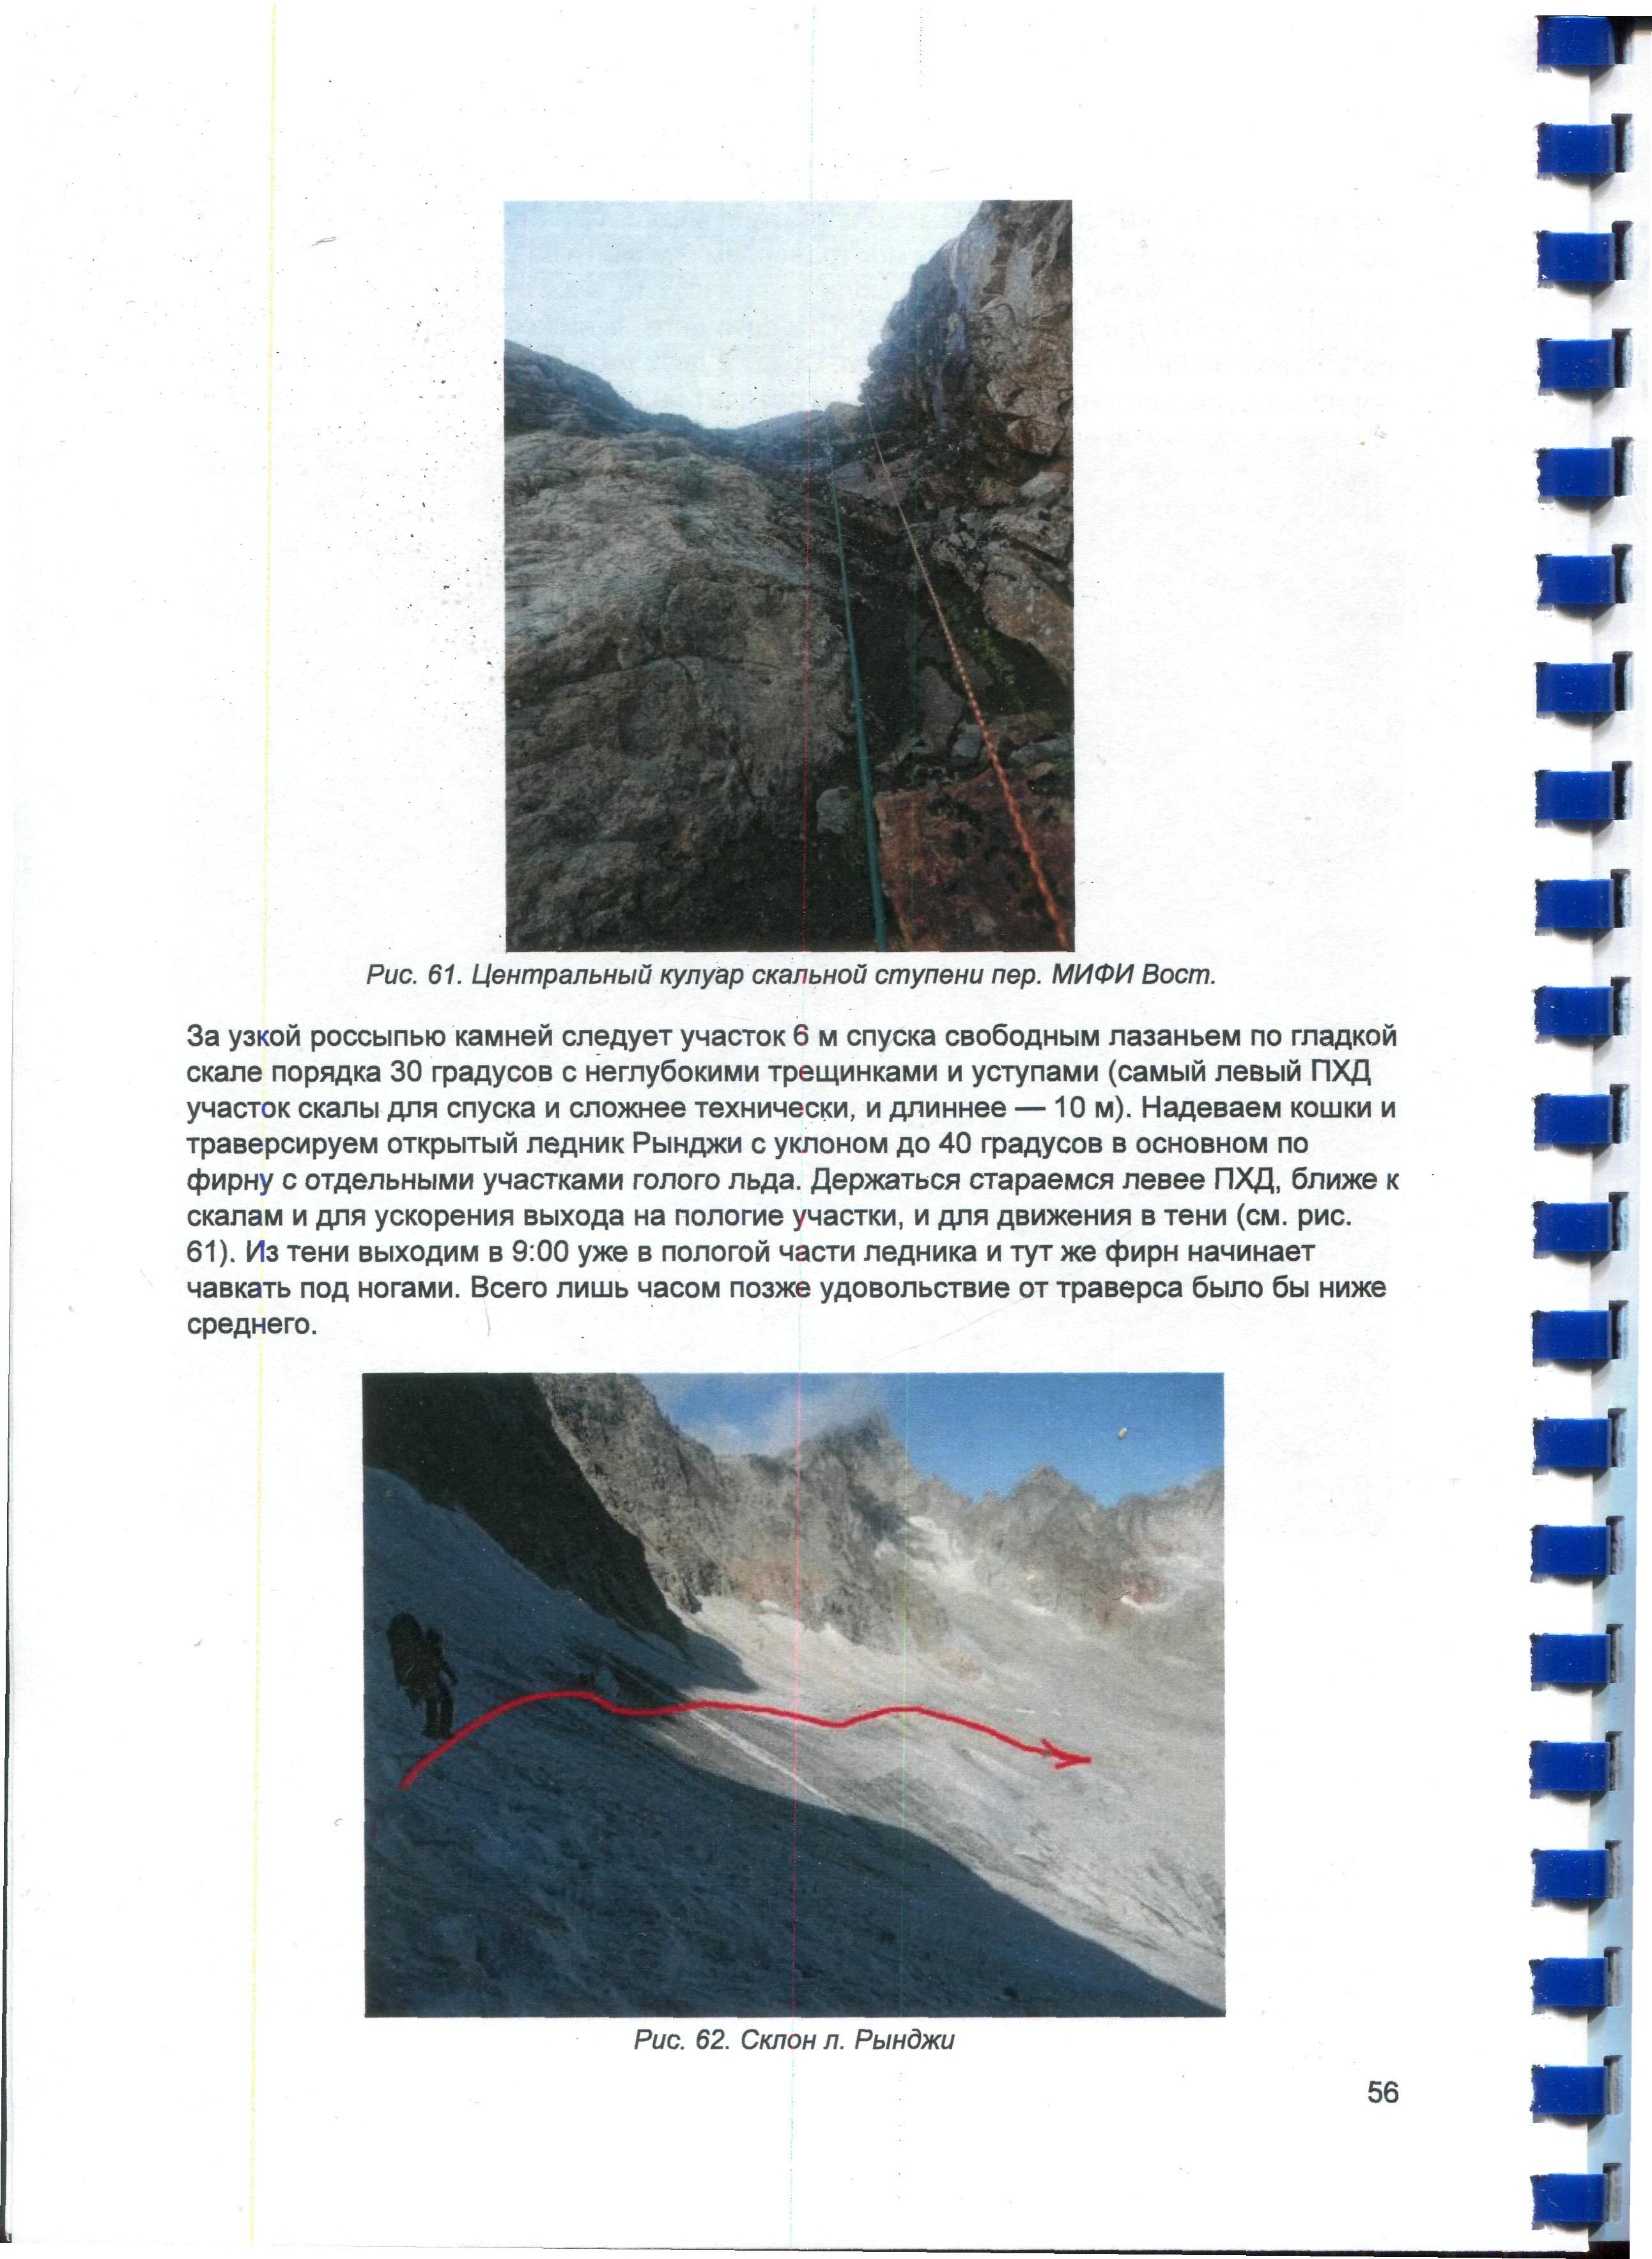 Рис. 61. Центральный кулуар скальной ступени пер. МИФИ Вост.
За узкой россыпью камней следует участок 6 м спуска свободным лазаньем по гладкой
скале порядка 30 градусов с неглубокими трещинками и уступами (самый левый ПХД
участок скалы для спуска и сложнее технически, и длиннее — 10 м). Надеваем кошки и
траверсируем открытый ледник Рынджи с уклоном до 40 градусов в основном по
фирну с отдельными участками голого льда. Держаться стараемся левее ПХД, ближе к
скалам и для ускорения выхода на пологие участки, и для движения в тени (см. рис.
61). Из тени выходим в 9:00 уже в пологой части ледника и тут же фирн начинает
чавкать под ногами. Всего лишь часом позже удовольствие от траверса было бы ниже
среднего.
Рис. 62. Склон л. Рынджи
56